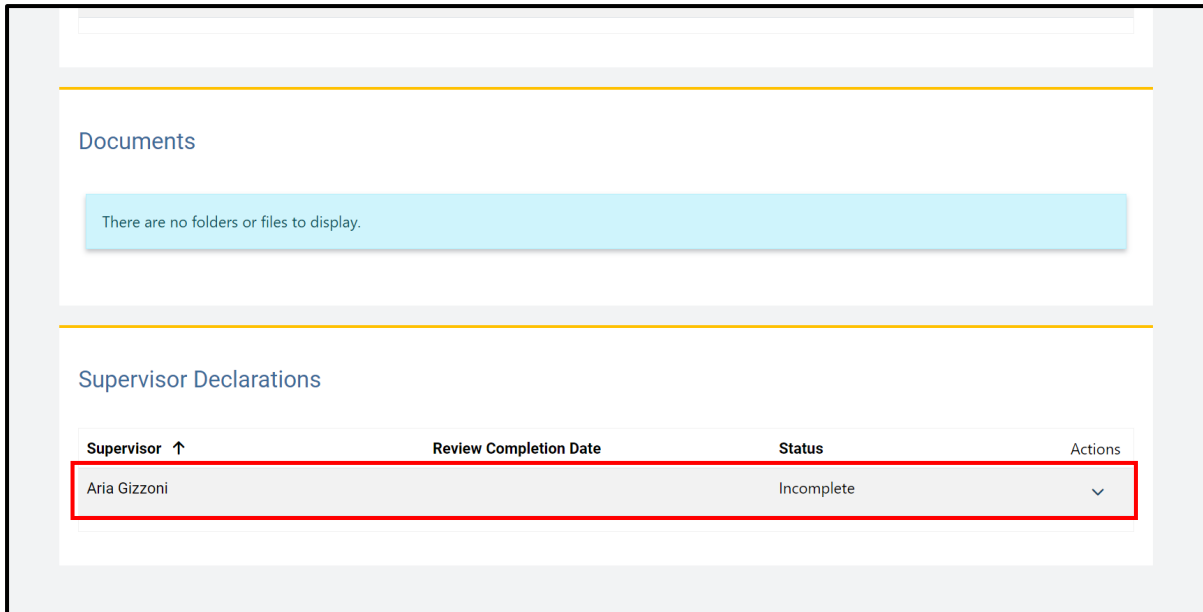 Documents
There are no folders or files to display.
Supervisor Declarations
Supervisor ↑ Review Completion Date Status Actions
Aria Gizzoni Incomplete